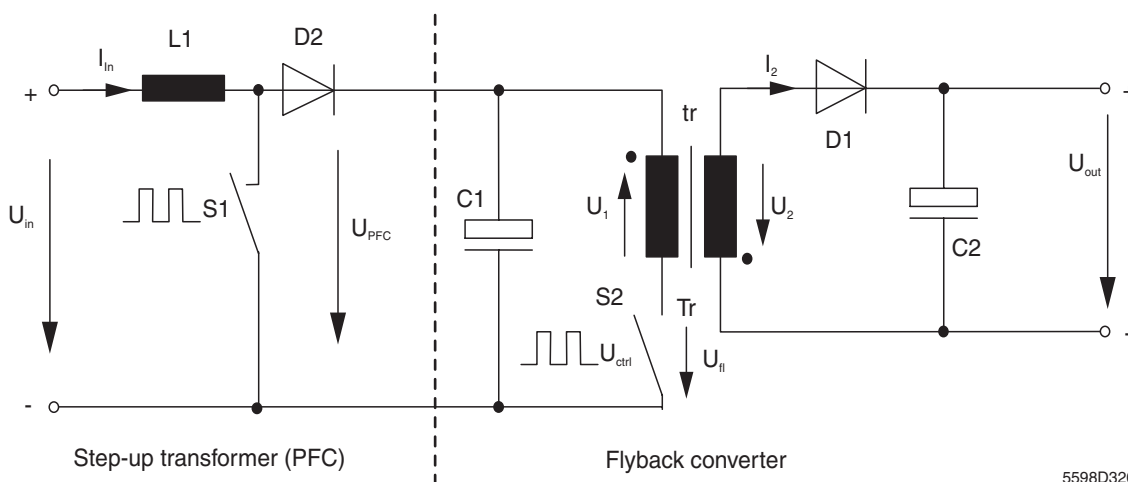 L1
D2
I_In
I_2
tr
D1
+
U_in
S1
U_PFC
C1
U_1
U_2
C2
U_out
S2
Tr
U_ctrl
U_fl
-
Step-up transformer (PFC)
Flyback converter